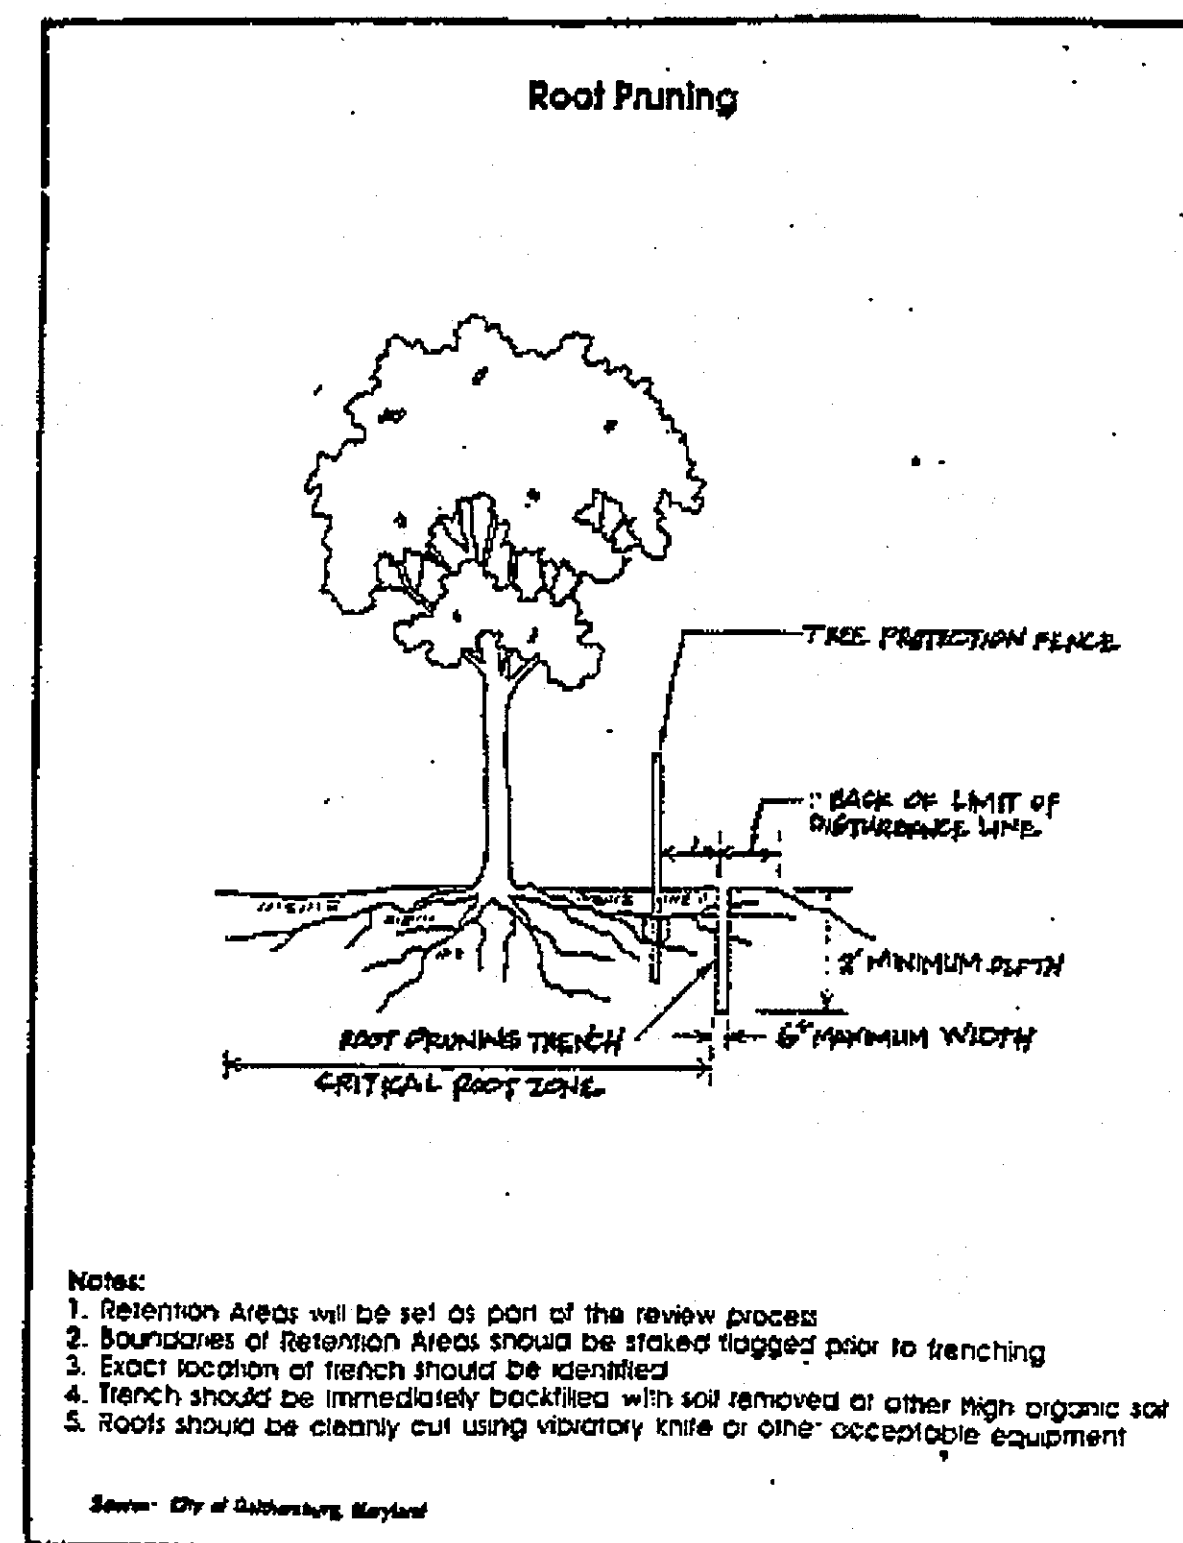 Root Pruning
TREE PROTECTION FENCE
1' BACK OF LIMIT OF
DISTURBANCE LINE
1'
2' MINIMUM DEPTH
ROOT PRUNING TRENCH
6" MAXIMUM WIDTH
CRITICAL ROOT ZONE
Notes:
1. Retention Areas will be set as part of the review process
2. Boundaries of Retention Areas should be staked flagged prior to trenching
3. Exact location of trench should be identified
4. Trench should be immediately backfilled with soil removed or other high organic soil
5. Roots should be cleanly cut using vibratory knife or other acceptable equipment
Source: City of Gaithersburg, Maryland